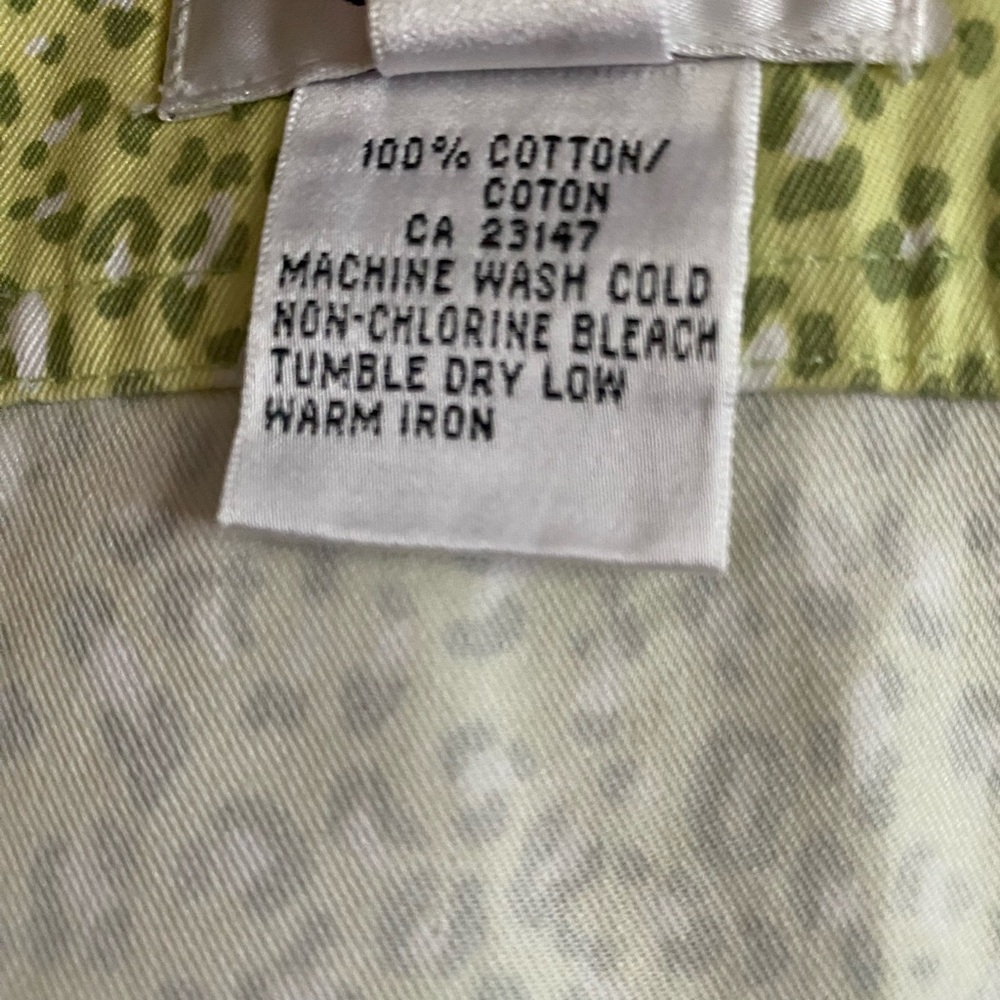 100% COTTON/
COTON
CA 23147
MACHINE WASH COLD
NON-CHLORINE BLEACH
TUMBLE DRY LOW
WARM IRON